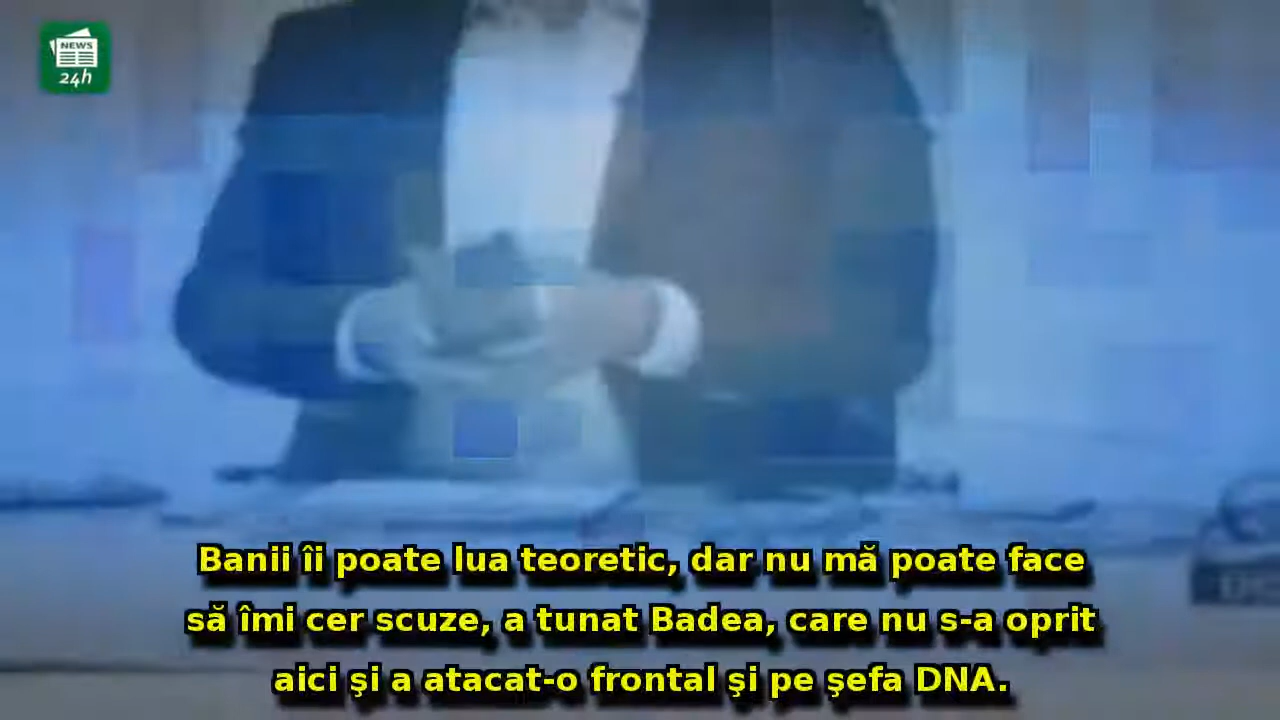 NEWS
24h
Banii îi poate lua teoretic, dar nu mă poate face
să îmi cer scuze, a tunat Badea, care nu s-a oprit
aici şi a atacat-o frontal şi pe şefa DNA.